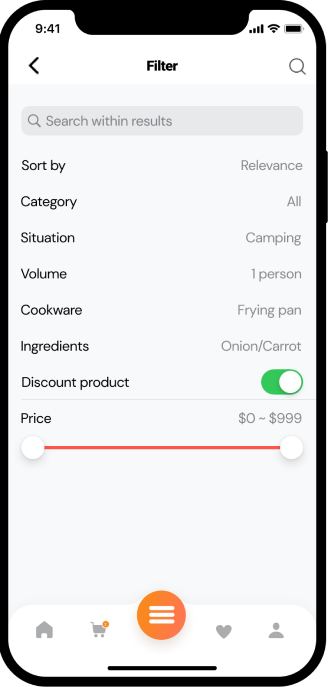 9:41
Filter
Search within results
Sort by Relevance
Category All
Situation Camping
Volume 1 person
Cookware Frying pan
Ingredients Onion/Carrot
Discount product
Price $0 ~ $999